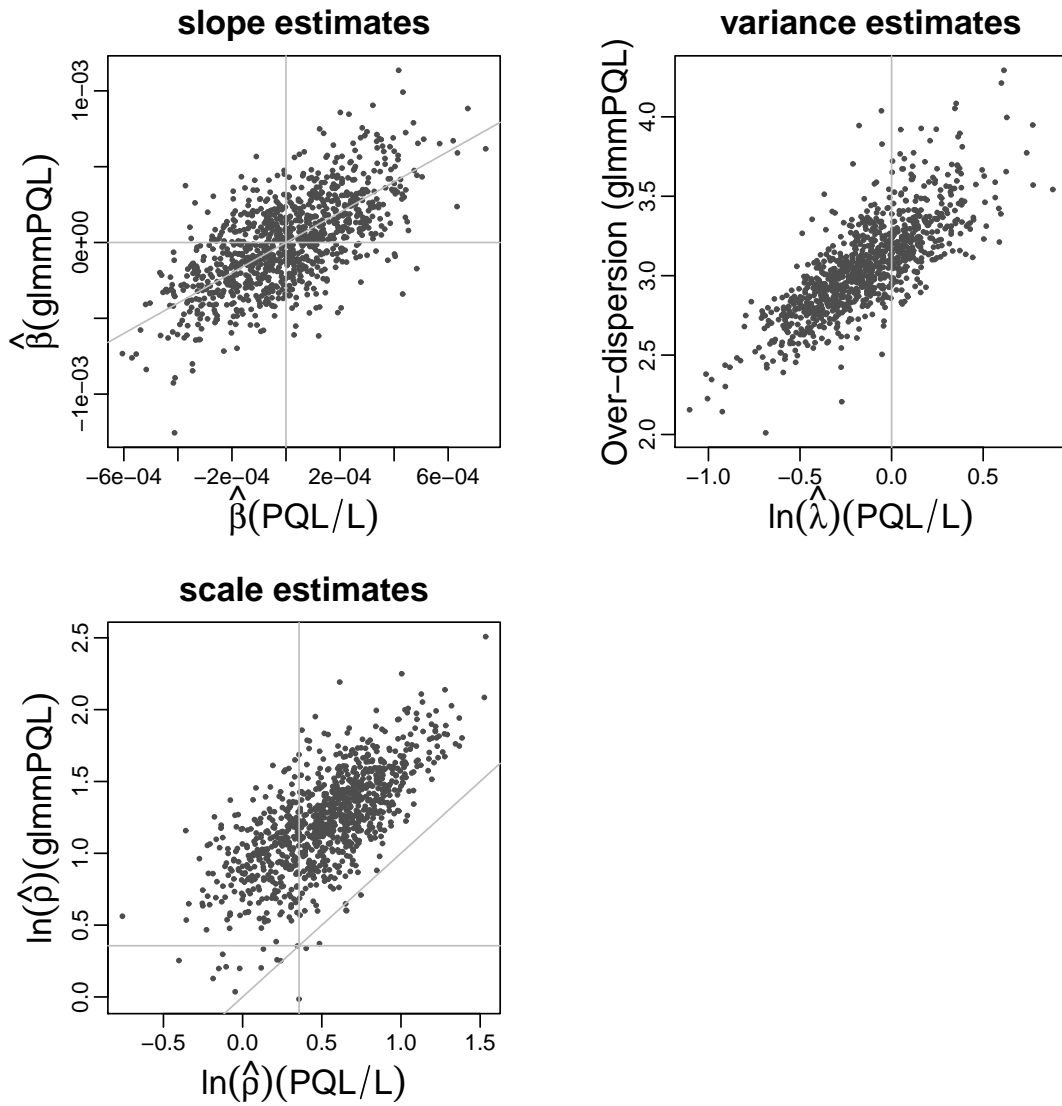 slope estimates
1e−03
0e+00
−1e−03
β̂(glmmPQL)
−6e−04 −2e−04 2e−04 6e−04
β̂(PQL/L)
variance estimates
4.0
3.5
3.0
2.5
2.0
Over−dispersion (glmmPQL)
−1.0 −0.5 0.0 0.5
ln(λ̂)(PQL/L)
scale estimates
2.5
2.0
1.5
1.0
0.5
0.0
ln(ρ̂)(glmmPQL)
−0.5 0.0 0.5 1.0 1.5
ln(ρ̂)(PQL/L)